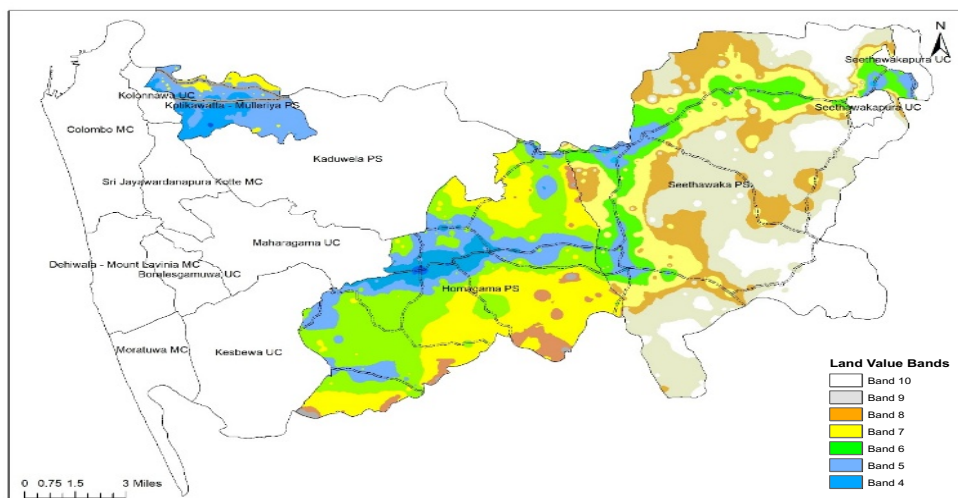 N
Seethawakapura UC
Kolonnawa UC
Kotikawatta - Mulleriya PS
Seethawakapura UC
Colombo MC
Kaduwela PS
Sri Jayawardanapura Kotte MC
Seethawaka PS
Maharagama UC
Dehiwala - Mount Lavinia MC
Boralesgamuwa UC
Homagama PS
Moratuwa MC
Kesbewa UC
Land Value Bands
Band 10
Band 9
Band 8
Band 7
Band 6
Band 5
Band 4
0 0.75 1.5 3 Miles